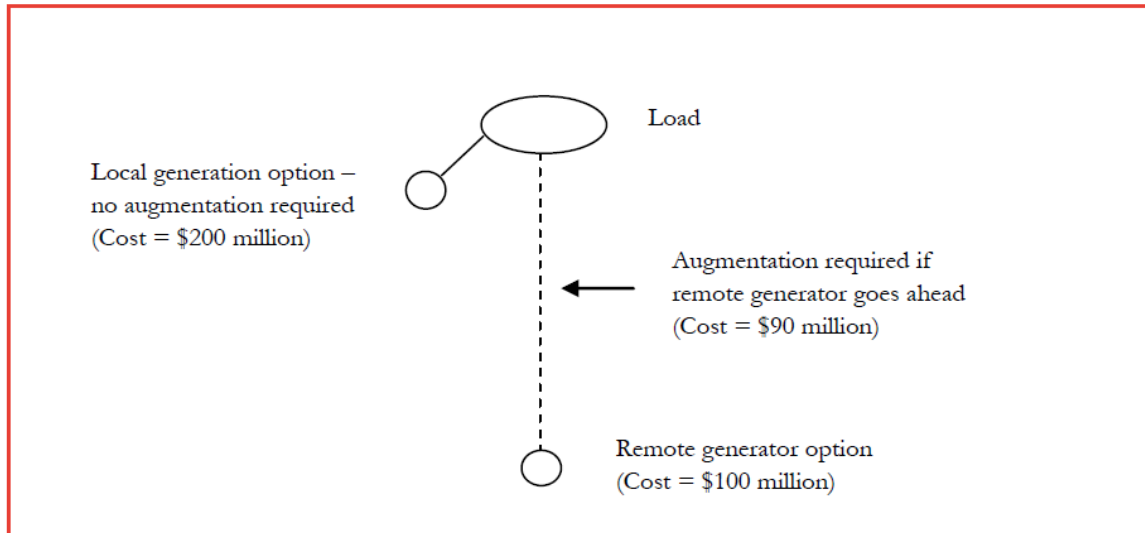 Load
Local generation option –
no augmentation required
(Cost = $200 million)
Augmentation required if
remote generator goes ahead
(Cost = $90 million)
Remote generator option
(Cost = $100 million)